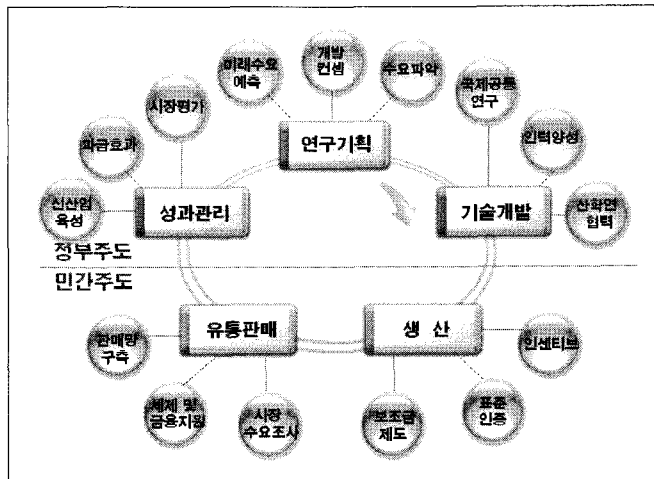 미래수요
예측
개발
컨셉
수요파악
국제공동
연구
시장평가
연구기획
인력양성
파급효과
신산업
육성
성과관리
기술개발
산학연
협력
정부주도
민간주도
판매망
구축
유통판매
생 산
인센티브
세제 및
금융지원
시장
수요조사
보조금
제도
표준
인증